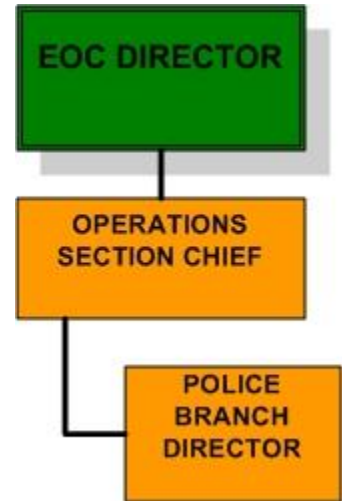 EOC DIRECTOR
OPERATIONS
SECTION CHIEF
POLICE
BRANCH
DIRECTOR